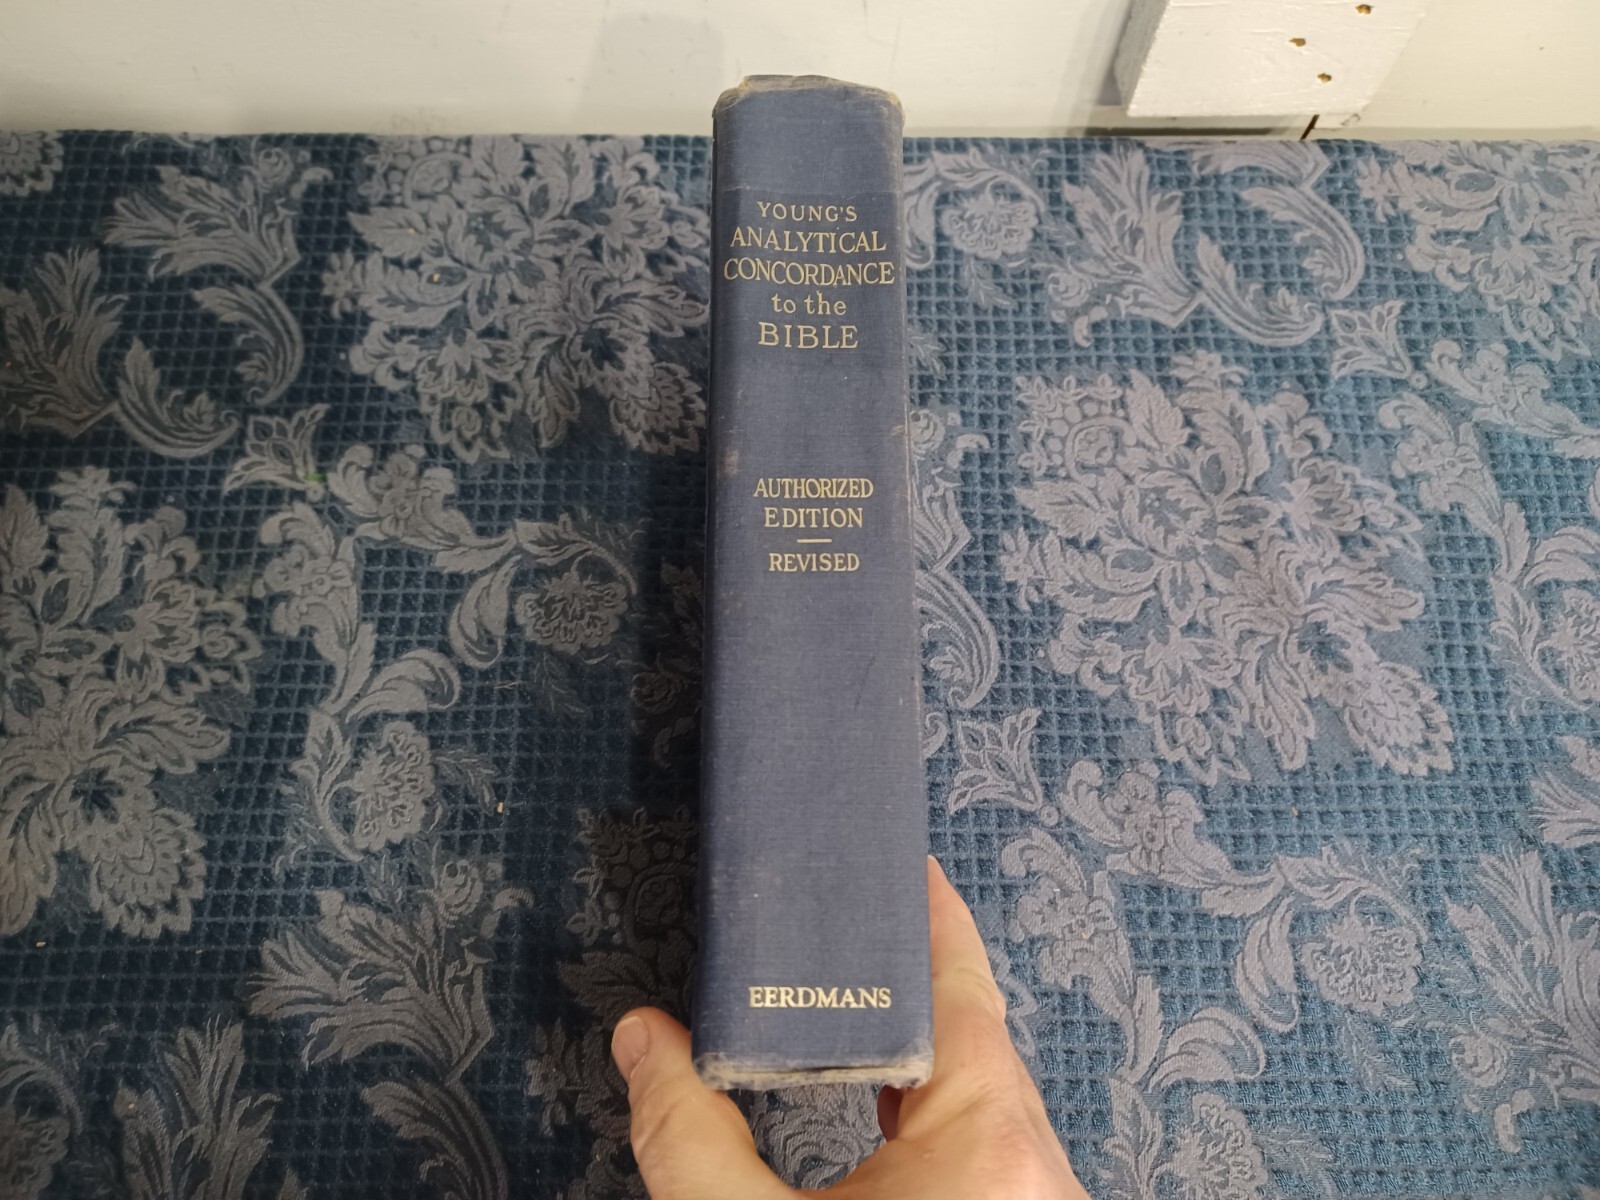 YOUNG'S
ANALYTICAL
CONCORDANCE
to the
BIBLE
AUTHORIZED
EDITION
REVISED
EERDMANS